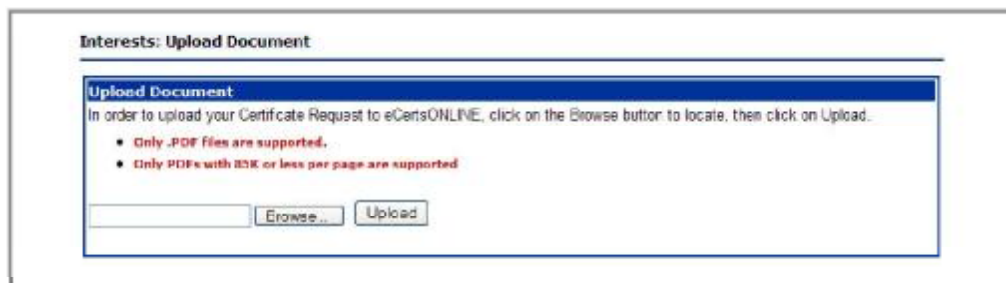 Interests: Upload Document
Upload Document
In order to upload your Certificate Request to eCertsONLINE, click on the Browse button to locate, then click on Upload.
• Only .PDF files are supported.
• Only PDFs with 85K or less per page are supported
Browse... Upload